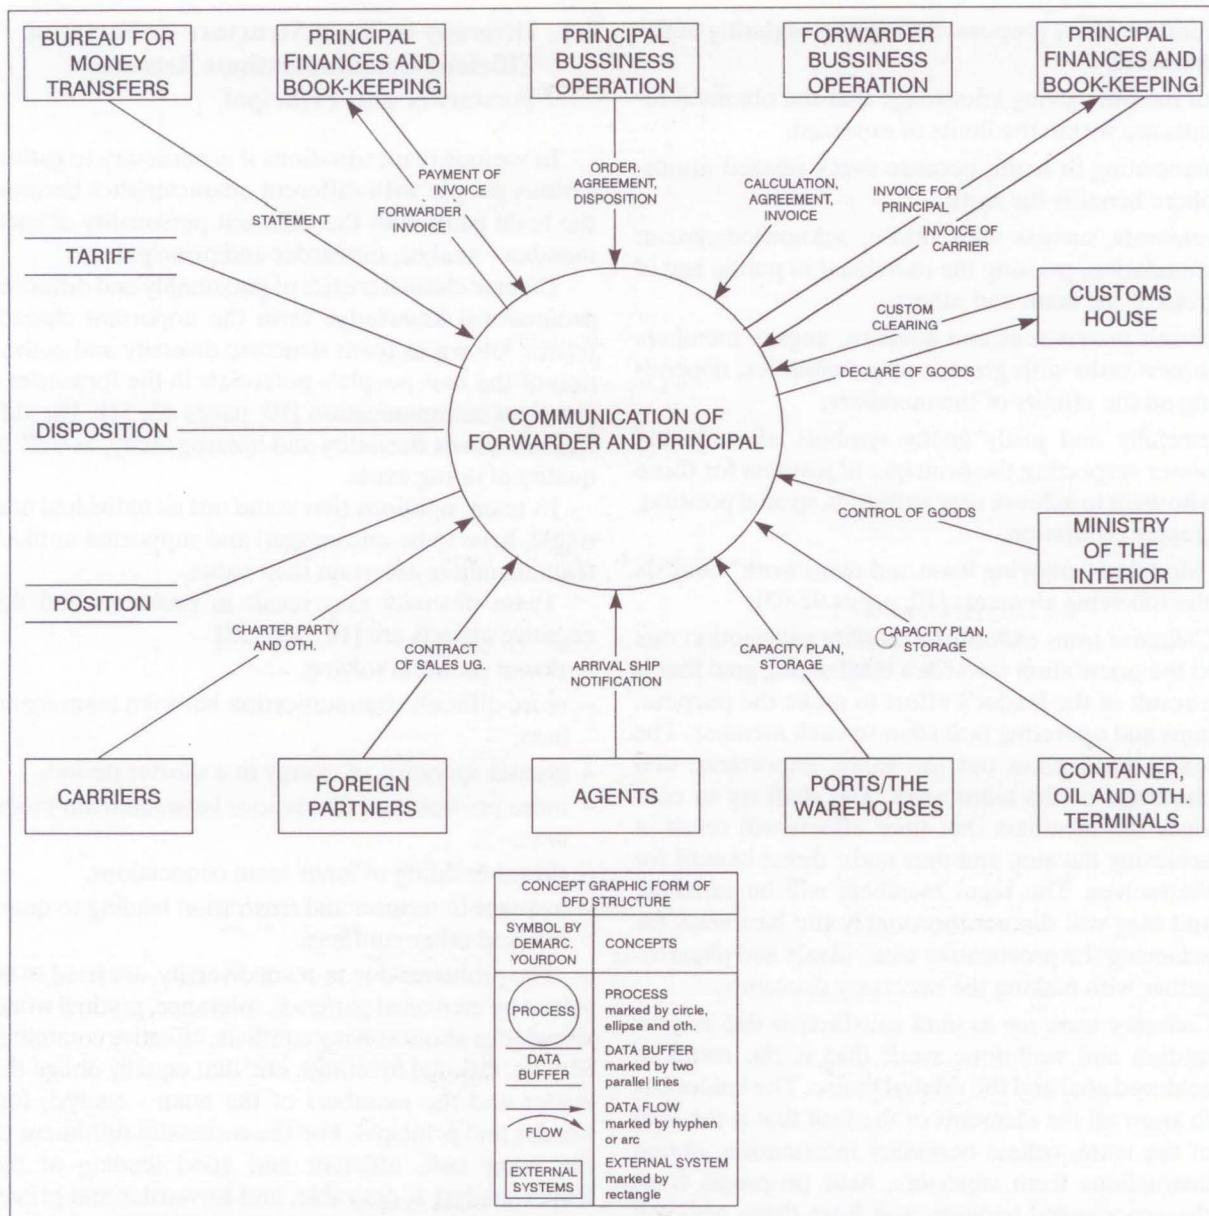 BUREAU FOR
MONEY
TRANSFERS
PRINCIPAL
FINANCES AND
BOOK-KEEPING
PRINCIPAL
BUSSINESS
OPERATION
FORWARDER
BUSSINESS
OPERATION
PRINCIPAL
FINANCES AND
BOOK-KEEPING
PAYMENT OF
INVOICE
STATEMENT
FORWARDER
INVOICE
ORDER,
AGREEMENT,
DISPOSITION
CALCULATION,
AGREEMENT,
INVOICE
INVOICE FOR
PRINCIPAL
INVOICE OF
CARRIER
TARIFF
CUSTOM
CLEARING
CUSTOMS
HOUSE
DECLARE OF GOODS
DISPOSITION
COMMUNICATION OF
FORWARDER AND PRINCIPAL
CONTROL OF GOODS
MINISTRY
OF THE
INTERIOR
POSITION
CHARTER PARTY
AND OTH.
CONTRACT
OF SALES UG.
ARRIVAL SHIP
NOTIFICATION
CAPACITY PLAN,
STORAGE
CAPACITY PLAN,
STORAGE
CARRIERS
FOREIGN
PARTNERS
AGENTS
PORTS/THE
WAREHOUSES
CONTAINER,
OIL AND OTH.
TERMINALS
CONCEPT GRAPHIC FORM OF
DFD STRUCTURE
SYMBOL BY
DEMARC.
YOURDON
CONCEPTS
PROCESS
PROCESS
marked by circle,
ellipse and oth.
DATA
BUFFER
DATA BUFFER
marked by two
parallel lines
FLOW
DATA FLOW
marked by hyphen
or arc
EXTERNAL
SYSTEMS
EXTERNAL SYSTEM
marked by
rectangle